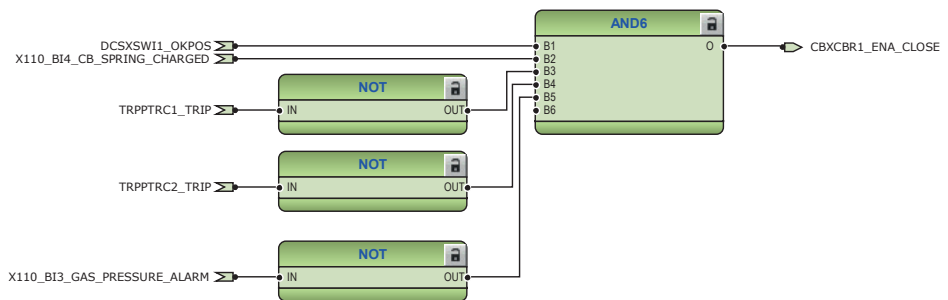 AND6
DCSXSWI1_OKPOS B1 O CBXCBR1_ENA_CLOSE
X110_BI4_CB_SPRING_CHARGED B2
B3
B4
B5
B6
NOT
TRPPTRC1_TRIP IN OUT
NOT
TRPPTRC2_TRIP IN OUT
NOT
X110_BI3_GAS_PRESSURE_ALARM IN OUT